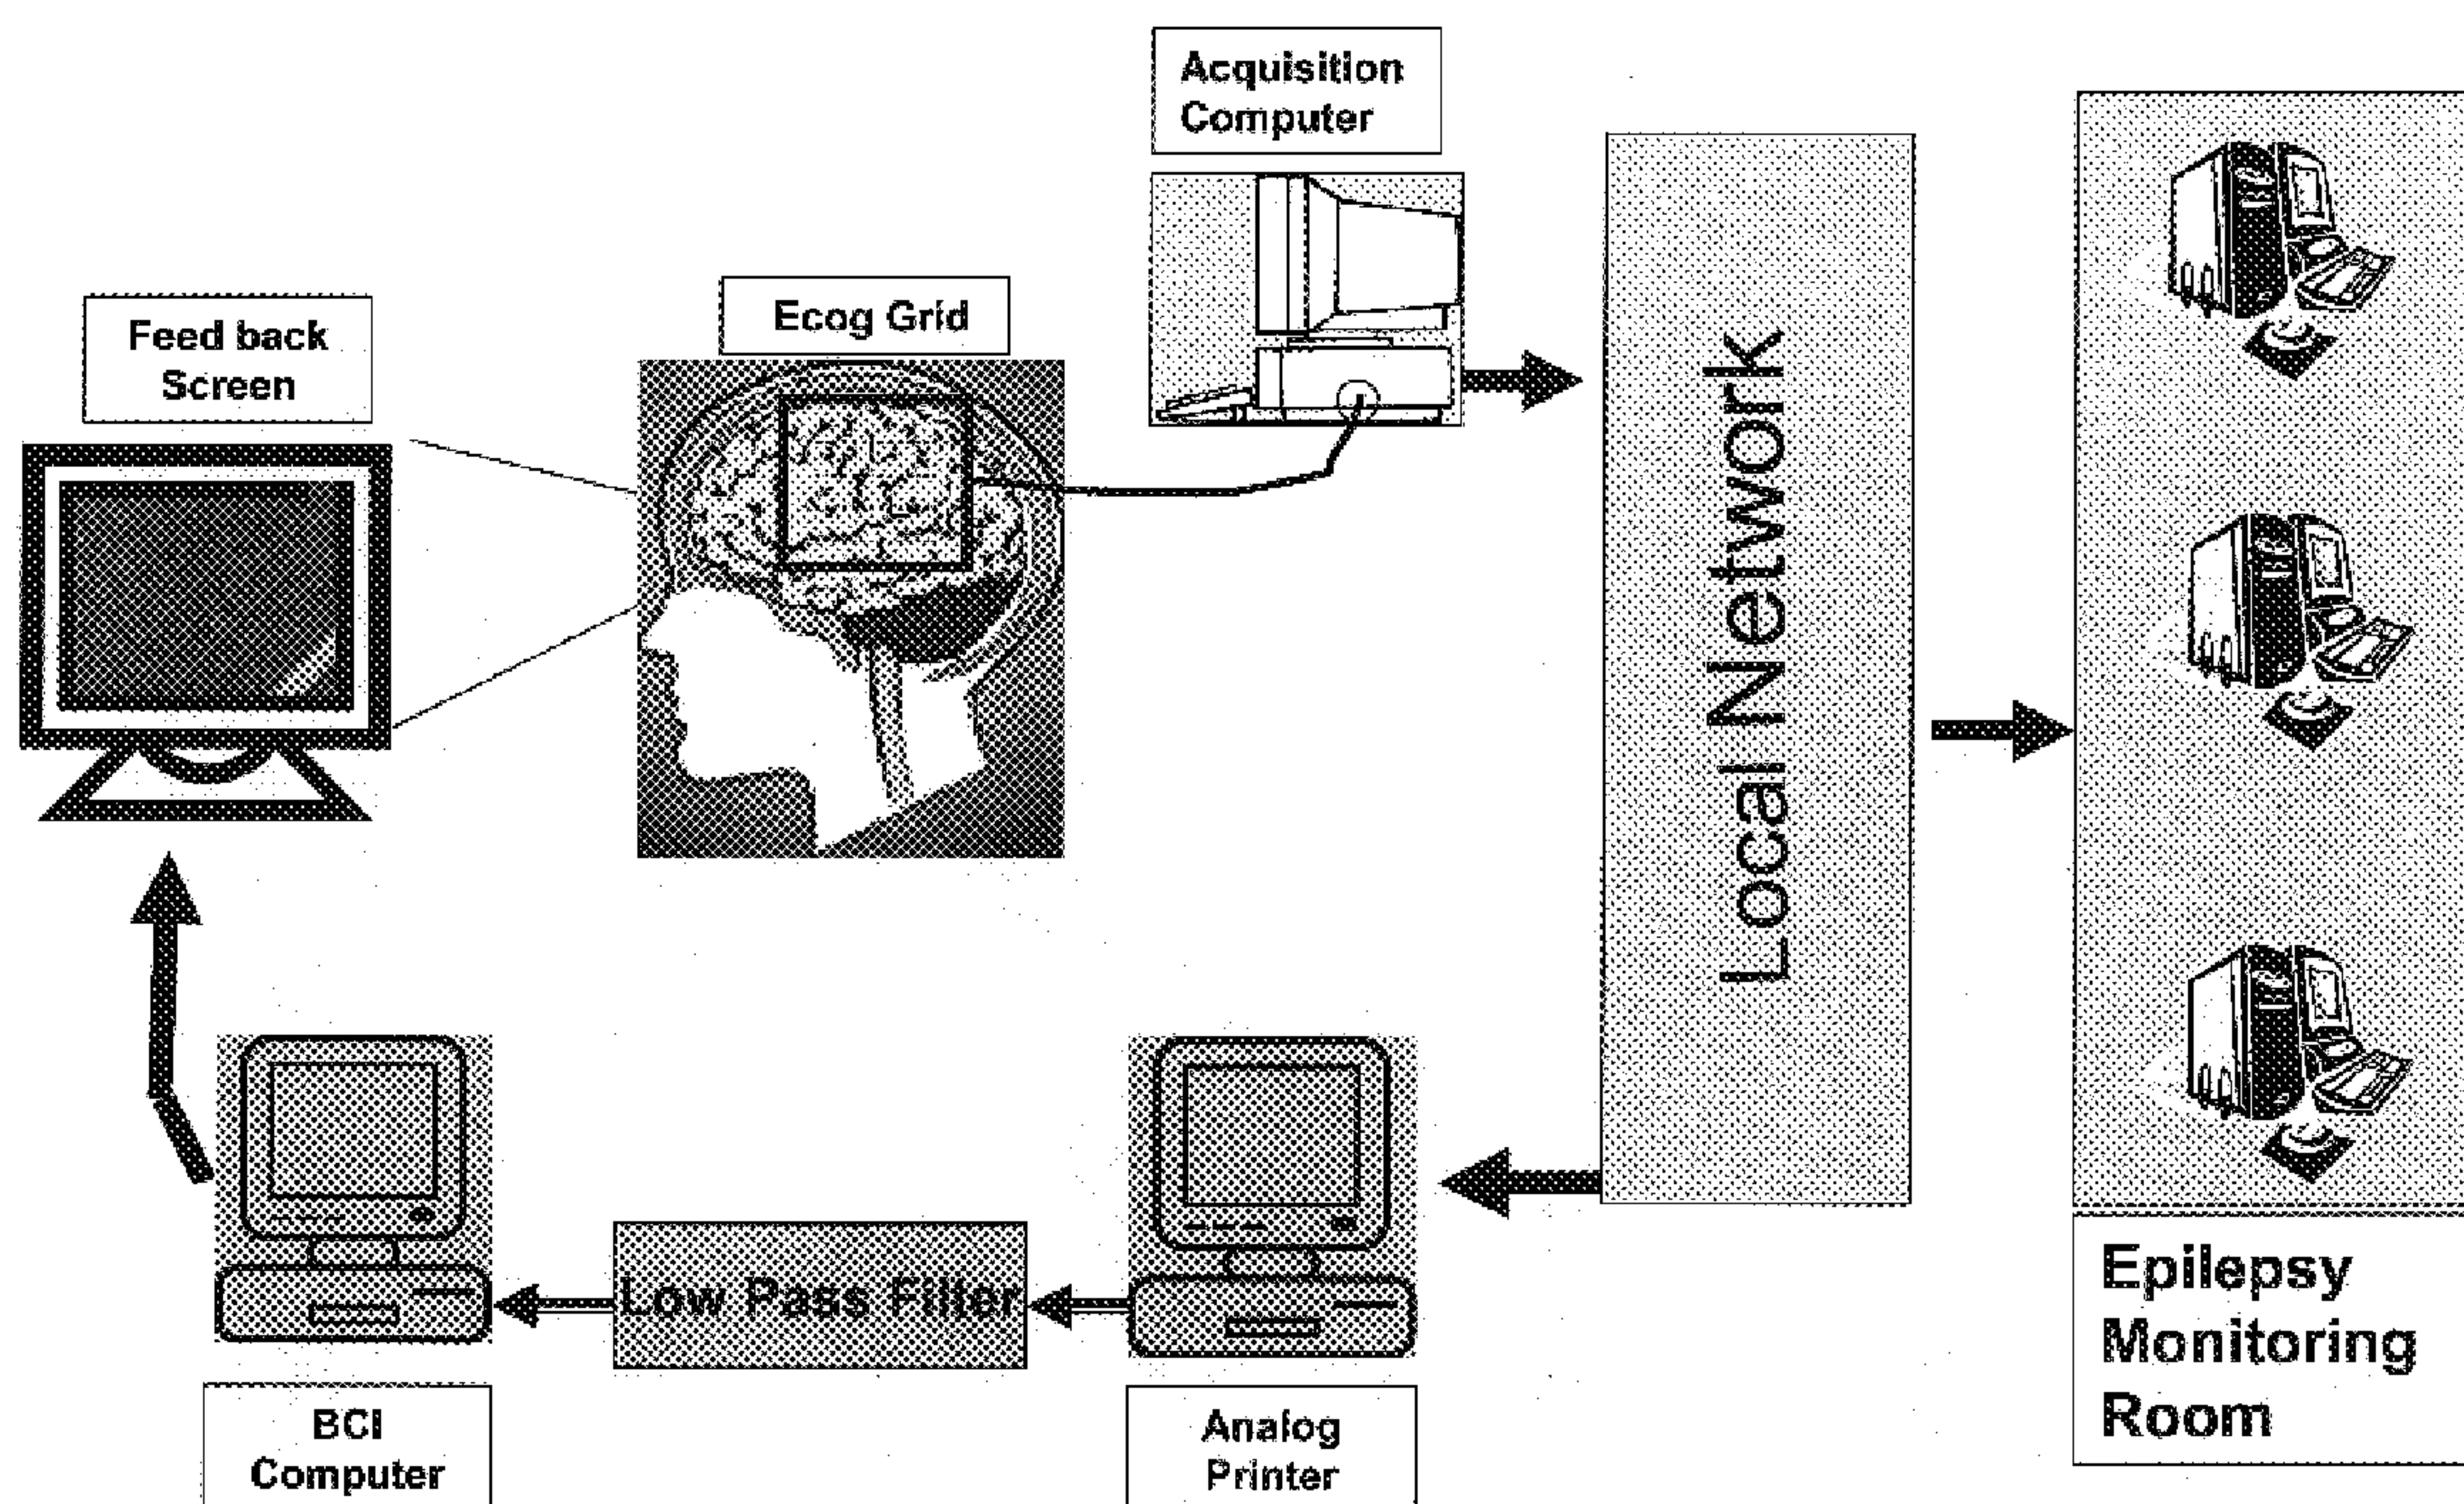 Acquisition
Computer
Feed back
Screen
Ecog Grid
Local Network
Low Pass Filter
BCI
Computer
Analog
Printer
Epilepsy
Monitoring
Room